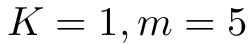 K = 1, m = 5